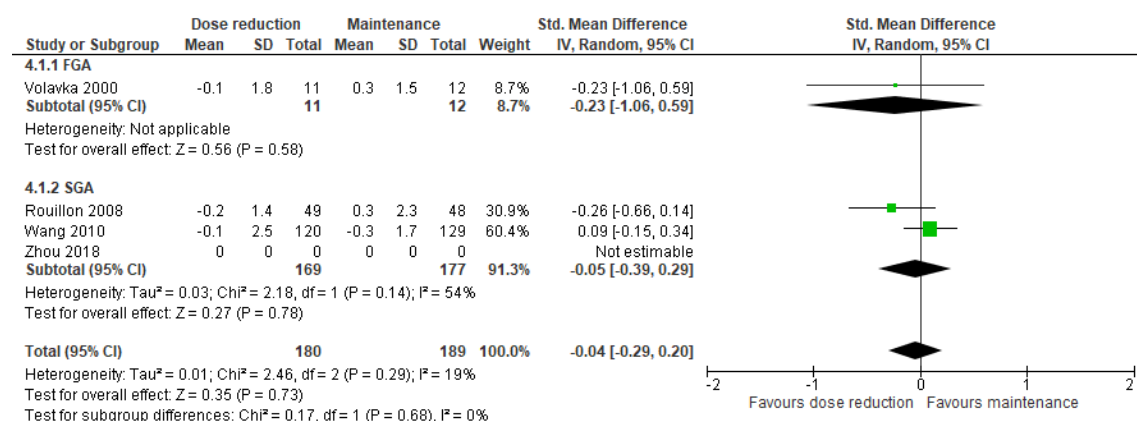 Dose reduction Maintenance Std. Mean Difference Std. Mean Difference
Study or Subgroup Mean SD Total Mean SD Total Weight IV, Random, 95% CI IV, Random, 95% CI
4.1.1 FGA
Volavka 2000 -0.1 1.8 11 0.3 1.5 12 8.7% -0.23 [-1.06, 0.59]
Subtotal (95% CI) 11 12 8.7% -0.23 [-1.06, 0.59]
Heterogeneity: Not applicable
Test for overall effect: Z = 0.56 (P = 0.58)
4.1.2 SGA
Rouillon 2008 -0.2 1.4 49 0.3 2.3 48 30.9% -0.26 [-0.66, 0.14]
Wang 2010 -0.1 2.5 120 -0.3 1.7 129 60.4% 0.09 [-0.15, 0.34]
Zhou 2018 0 0 0 0 0 0 Not estimable
Subtotal (95% CI) 169 177 91.3% -0.05 [-0.39, 0.29]
Heterogeneity: Tau² = 0.03; Chi² = 2.18, df = 1 (P = 0.14); I² = 54%
Test for overall effect: Z = 0.27 (P = 0.78)
Total (95% CI) 180 189 100.0% -0.04 [-0.29, 0.20]
Heterogeneity: Tau² = 0.01; Chi² = 2.46, df = 2 (P = 0.29); I² = 19%
Test for overall effect: Z = 0.35 (P = 0.73)
Test for subgroup differences: Chi² = 0.17, df = 1 (P = 0.68), I² = 0%
-2 -1 0 1 2
Favours dose reduction Favours maintenance